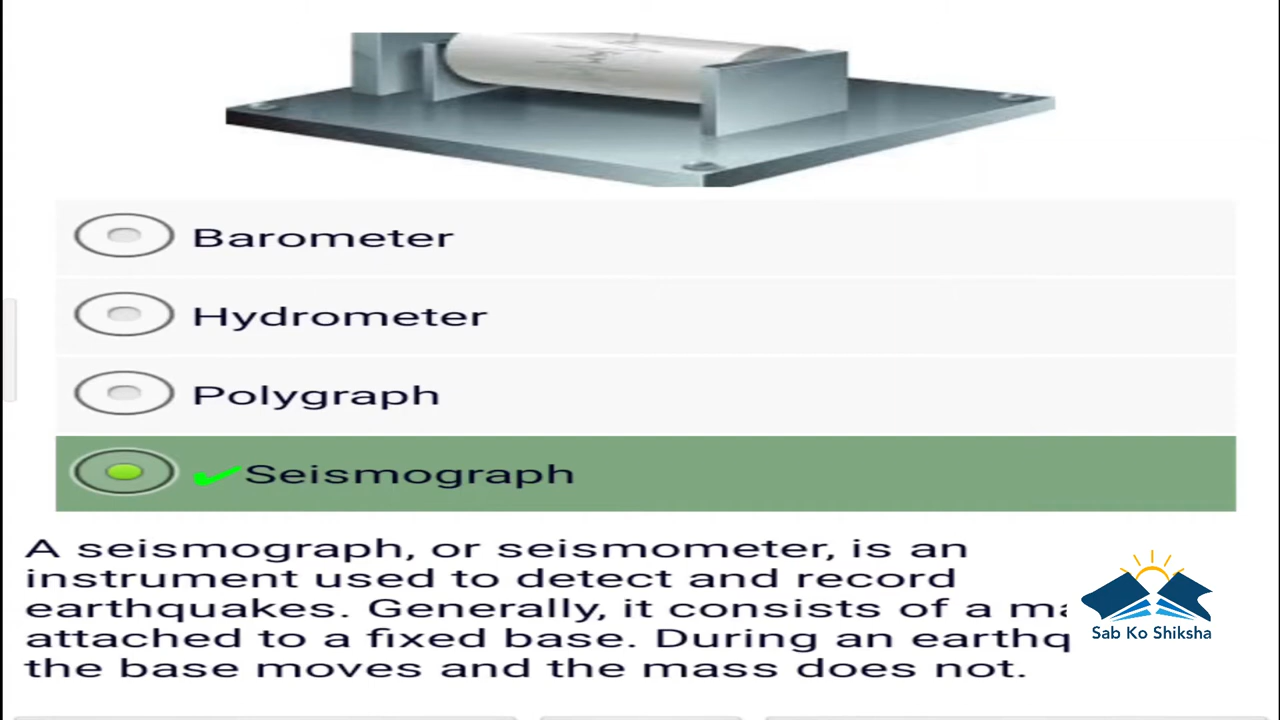 Barometer
Hydrometer
Polygraph
Seismograph
A seismograph, or seismometer, is an
instrument used to detect and record
earthquakes. Generally, it consists of a
attached to a fixed base. During an
the base moves and the mass does not.
Sab Ko Shiksha